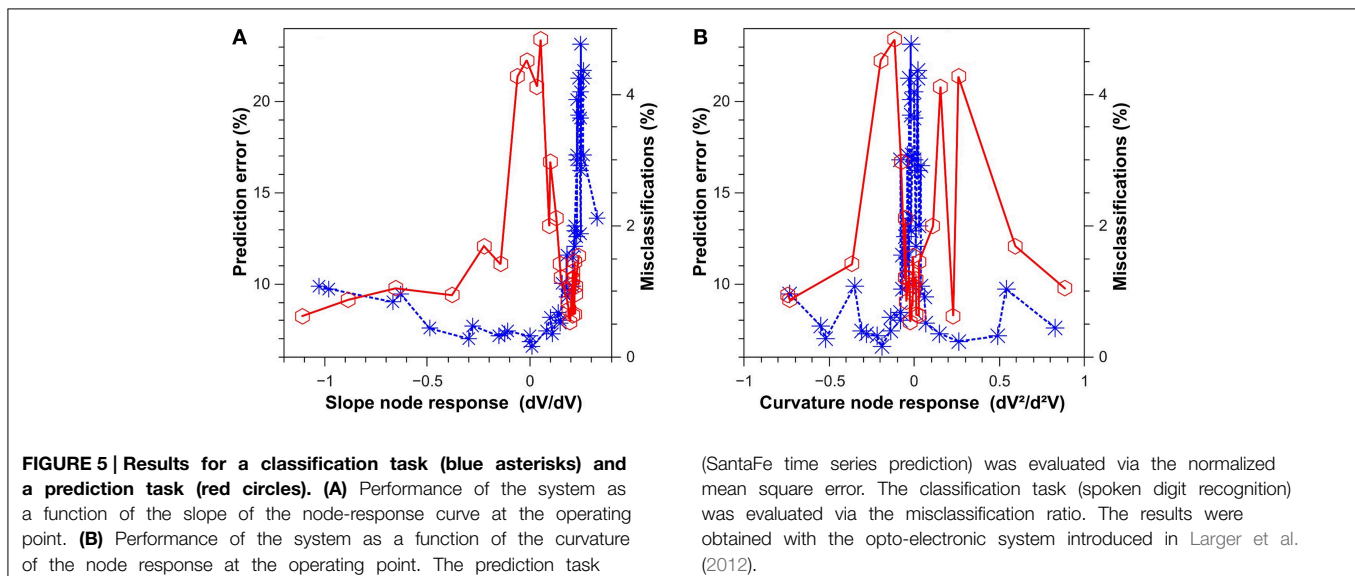 A
B
Prediction error (%)
20
15
10
4
2
0
Misclassifications (%)
−1
−0.5
0
Slope node response (dV/dV)
Prediction error (%)
20
15
10
4
2
0
Misclassifications (%)
−1
−0.5
0
0.5
1
Curvature node response (dV²/d²V)
FIGURE 5 | Results for a classification task (blue asterisks) and
a prediction task (red circles). (A) Performance of the system as
a function of the slope of the node-response curve at the operating
point. (B) Performance of the system as a function of the curvature
of the node response at the operating point. The prediction task
(SantaFe time series prediction) was evaluated via the normalized
mean square error. The classification task (spoken digit recognition)
was evaluated via the misclassification ratio. The results were
obtained with the opto-electronic system introduced in Larger et al.
(2012).